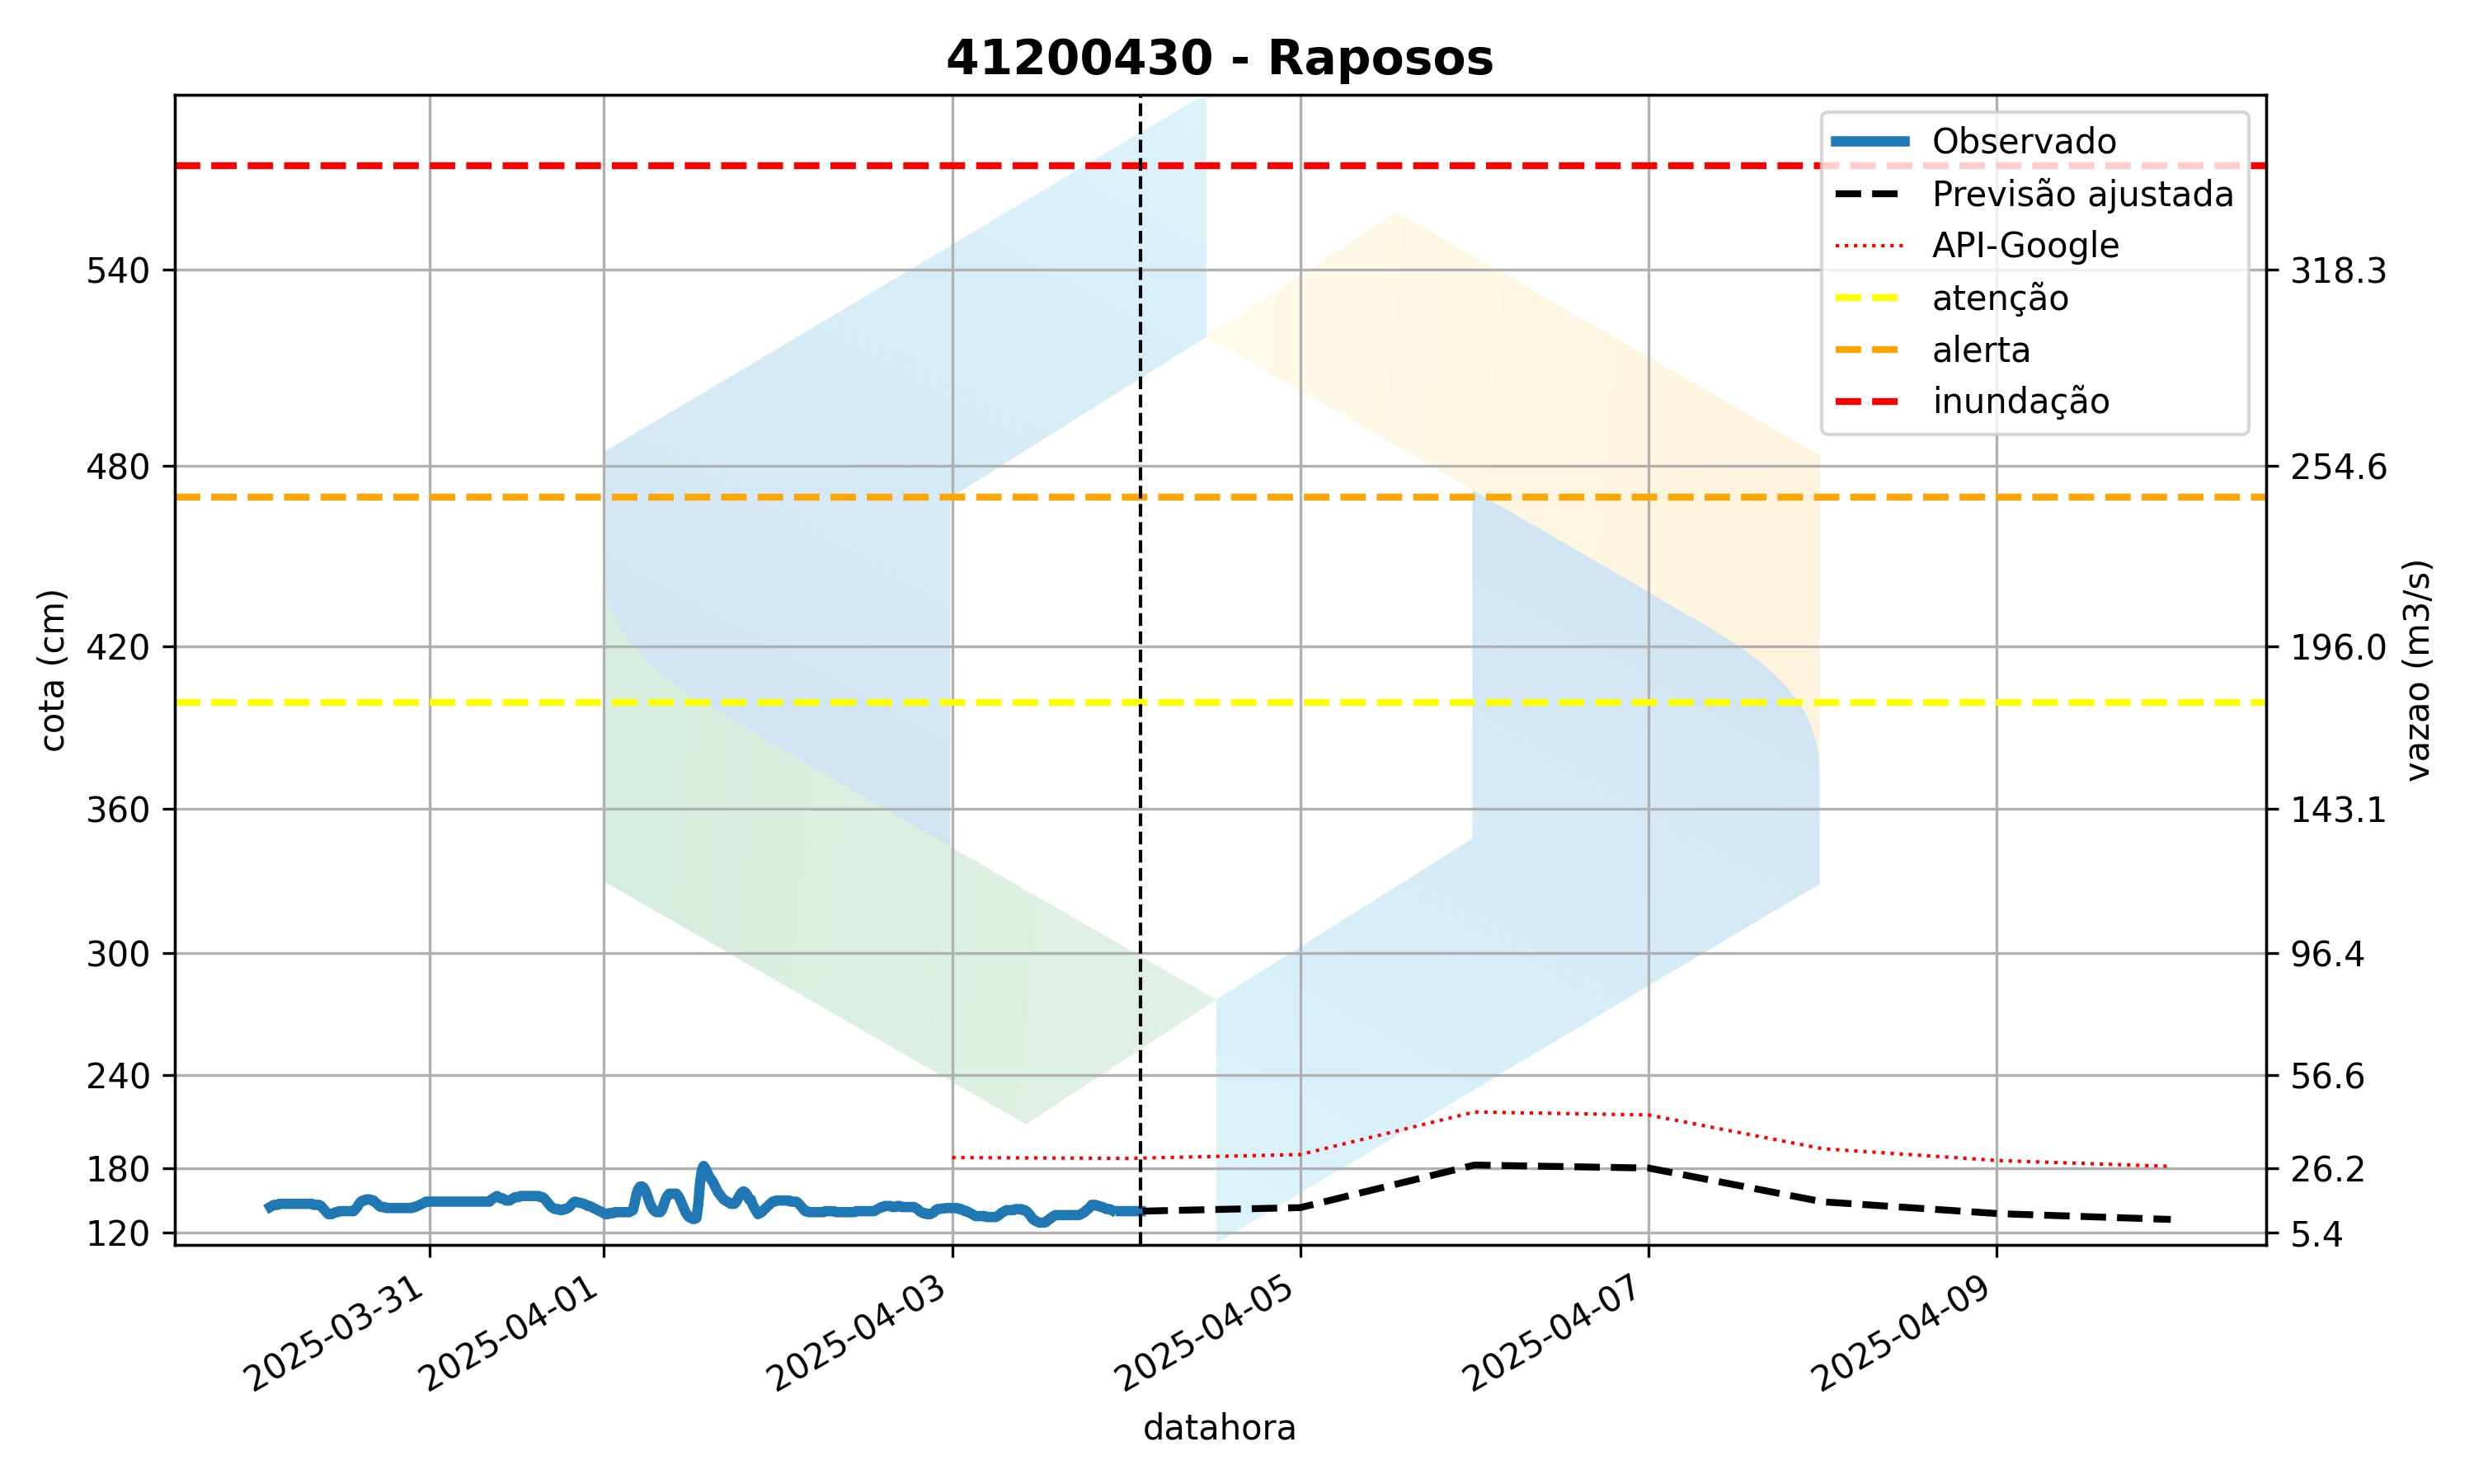 41200430 - Raposos
Observado
Previsão ajustada
API-Google
atenção
alerta
inundação
cota (cm)
540
480
420
360
300
240
180
120
318.3
254.6
196.0
143.1
96.4
56.6
26.2
5.4
vazao (m3/s)
2025-03-31
2025-04-01
2025-04-03
2025-04-05
2025-04-07
2025-04-09
datahora